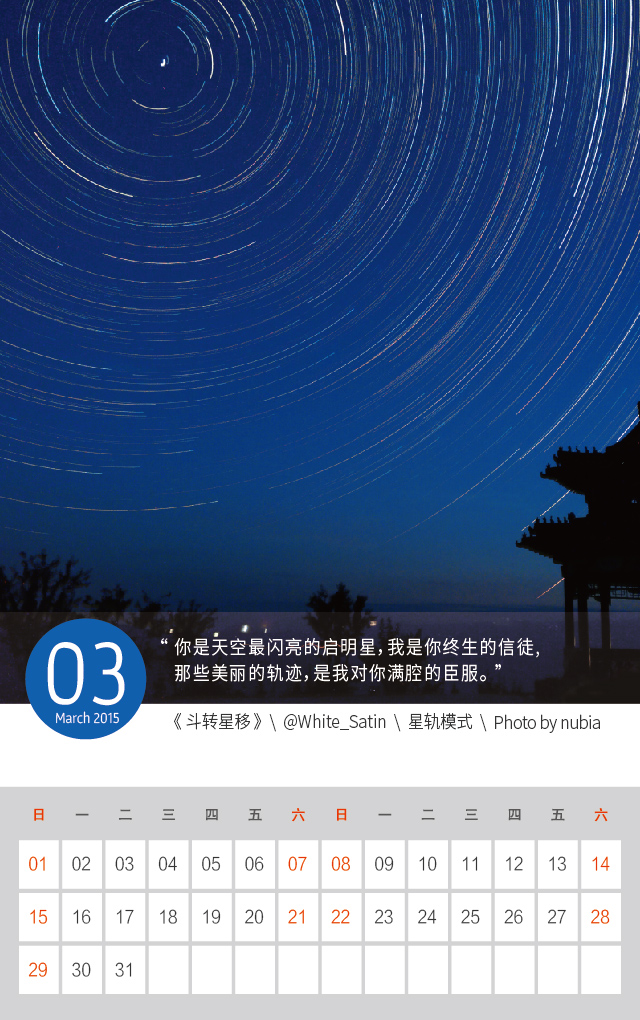 03
March 2015
“ 你是天空最闪亮的启明星，我是你终生的信徒，
那些美丽的轨迹，是我对你满腔的臣服。”
《 斗转星移 》\ @White_Satin \ 星轨模式 \ Photo by nubia
日 一 二 三 四 五 六 日 一 二 三 四 五 六
01 02 03 04 05 06 07 08 09 10 11 12 13 14
15 16 17 18 19 20 21 22 23 24 25 26 27 28
29 30 31